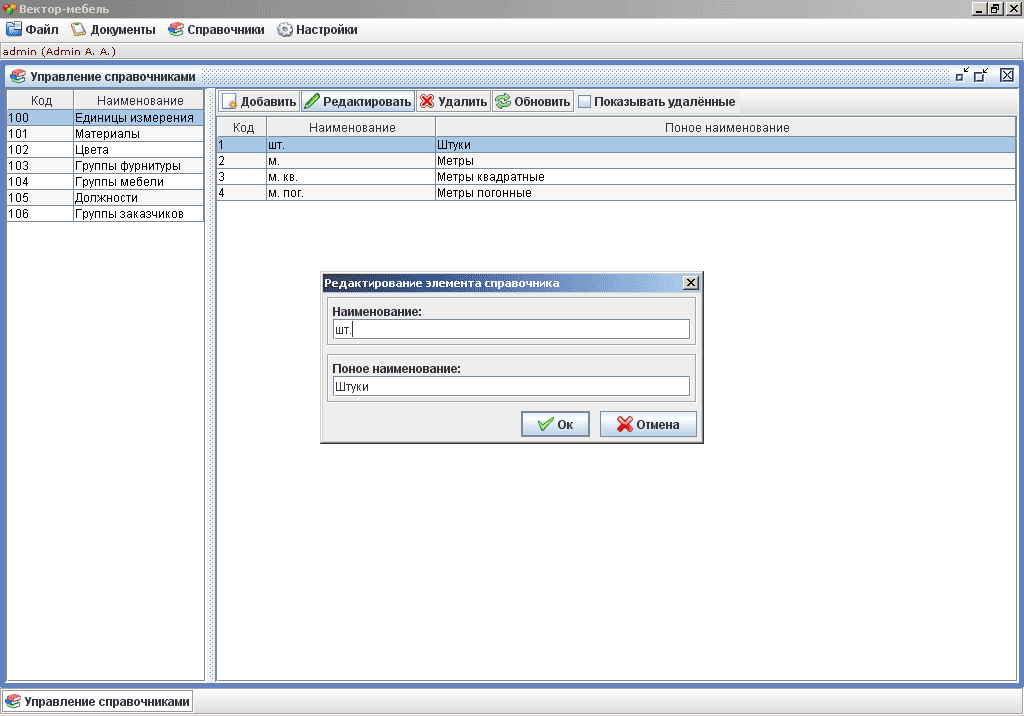 Вектор-мебель
Файл Документы Справочники Настройки
admin (Admin A. A.)
Управление справочниками
Код Наименование
100 Единицы измерения
101 Материалы
102 Цвета
103 Группы фурнитуры
104 Группы мебели
105 Должности
106 Группы заказчиков
Добавить Редактировать Удалить Обновить Показывать удалённые
Код Наименование Поное наименование
1 шт. Штуки
2 м. Метры
3 м. кв. Метры квадратные
4 м. пог. Метры погонные
Редактирование элемента справочника
Наименование:
шт.
Поное наименование:
Штуки
Ок Отмена
Управление справочниками